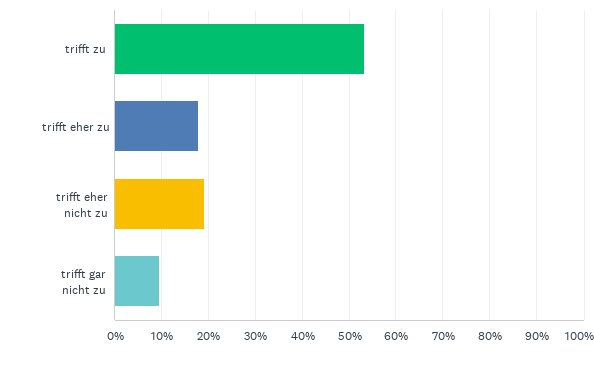 trifft zu
trifft eher zu
trifft eher
nicht zu
trifft gar
nicht zu
0% 10% 20% 30% 40% 50% 60% 70% 80% 90% 100%